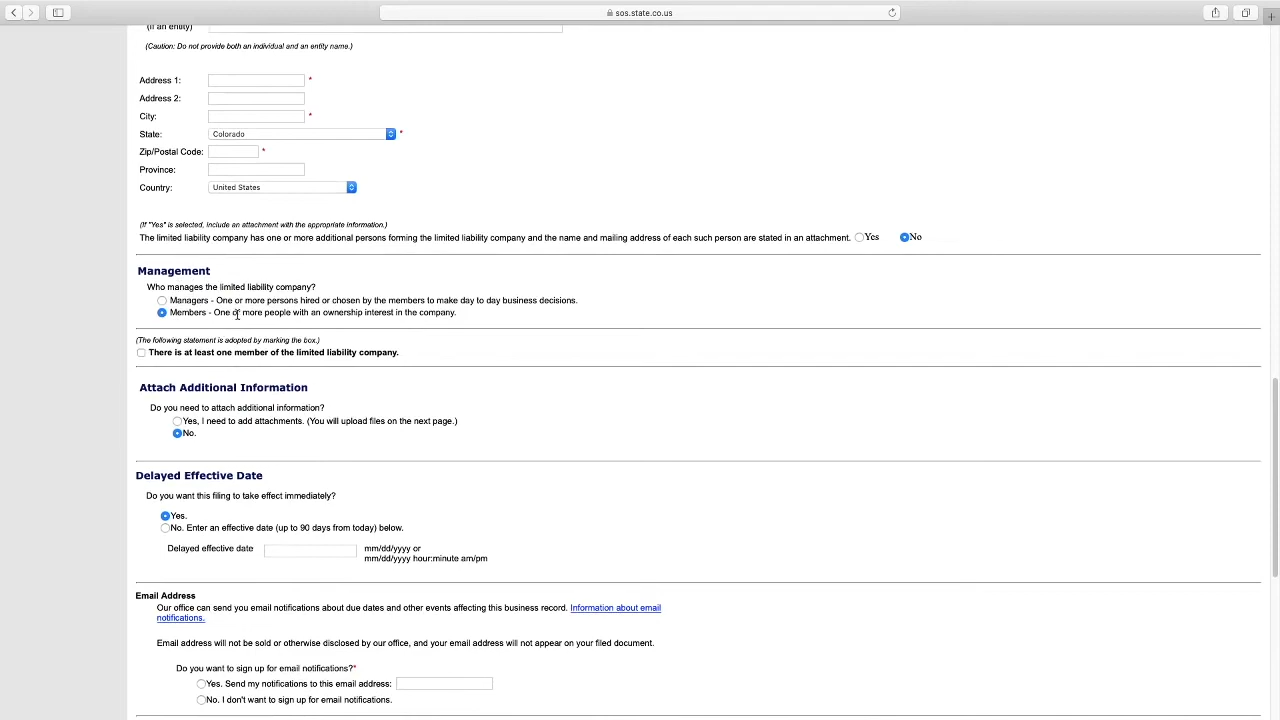 sos.state.co.us
(If an entity)
(Caution: Do not provide both an individual and an entity name.)
Address 1: *
Address 2:
City: *
State: Colorado *
Zip/Postal Code: *
Province:
Country: United States
(If "Yes" is selected, include an attachment with the appropriate information.)
The limited liability company has one or more additional persons forming the limited liability company and the name and mailing address of each such person are stated in an attachment. Yes No
Management
Who manages the limited liability company?
Managers - One or more persons hired or chosen by the members to make day to day business decisions.
Members - One or more people with an ownership interest in the company.
(The following statement is adopted by marking the box.)
There is at least one member of the limited liability company.
Attach Additional Information
Do you need to attach additional information?
Yes, I need to add attachments. (You will upload files on the next page.)
No.
Delayed Effective Date
Do you want this filing to take effect immediately?
Yes.
No. Enter an effective date (up to 90 days from today) below.
Delayed effective date mm/dd/yyyy or
mm/dd/yyyy hour:minute am/pm
Email Address
Our office can send you email notifications about due dates and other events affecting this business record. Information about email
notifications.
Email address will not be sold or otherwise disclosed by our office, and your email address will not appear on your filed document.
Do you want to sign up for email notifications?*
Yes. Send my notifications to this email address:
No. I don't want to sign up for email notifications.